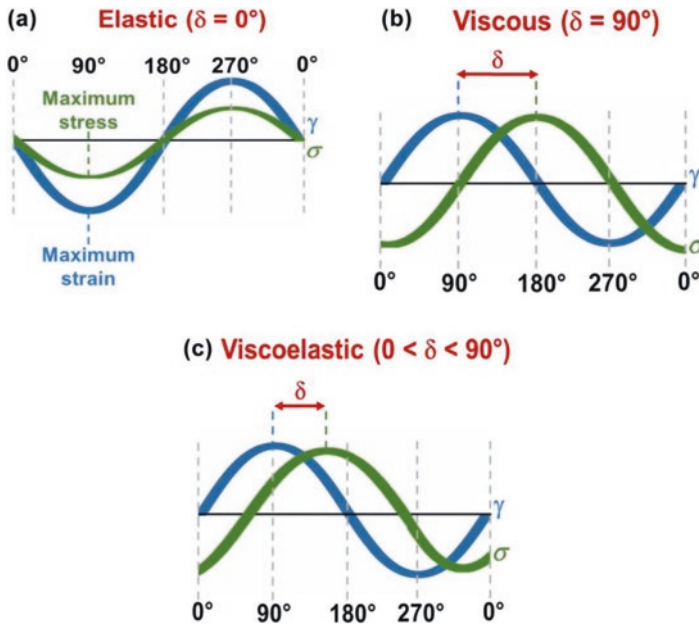 (a) Elastic (δ = 0°)
0° 90° 180° 270° 0°
Maximum
stress
γ
σ
Maximum
strain
(b) Viscous (δ = 90°)
δ
γ
σ
0° 90° 180° 270° 0°
(c) Viscoelastic (0 < δ < 90°)
δ
γ
σ
0° 90° 180° 270° 0°